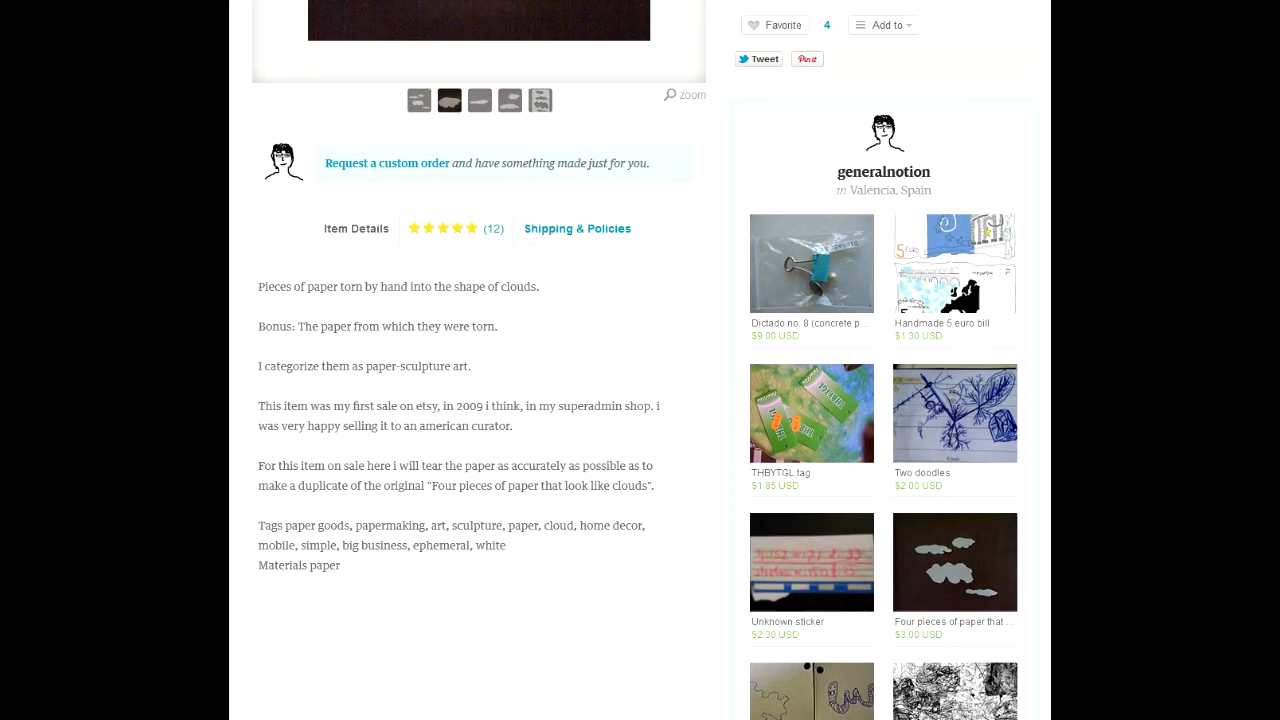 Favorite 4 Add to
Tweet Pin it
zoom
Request a custom order and have something made just for you.
generalnotion
in Valencia, Spain
Item Details (12) Shipping & Policies
Pieces of paper torn by hand into the shape of clouds.
Bonus: The paper from which they were torn.
I categorize them as paper-sculpture art.
This item was my first sale on etsy, in 2009 i think, in my superadmin shop. i
was very happy selling it to an american curator.
For this item on sale here i will tear the paper as accurately as possible as to
make a duplicate of the original "Four pieces of paper that look like clouds".
Tags paper goods, papermaking, art, sculpture, paper, cloud, home decor,
mobile, simple, big business, ephemeral, white
Materials paper
5 EURO
Dictado no. 8 (concrete p...
$9.00 USD
Handmade 5 euro bill
$1.30 USD
THBYTGL tag
$1.85 USD
Two doodles
$2.00 USD
Unknown sticker
$2.30 USD
Four pieces of paper that ...
$3.00 USD